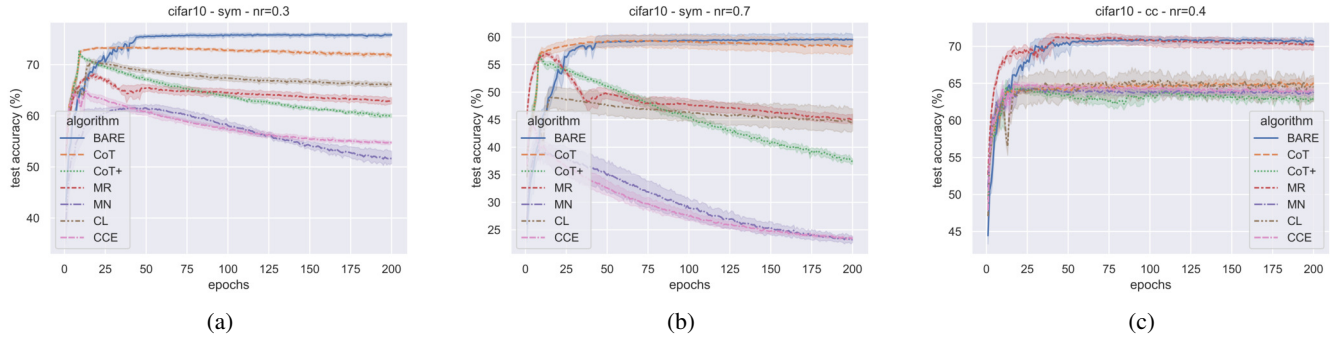 cifar10 - sym - nr=0.3
test accuracy (%)
70
60
50
40
algorithm
BARE
CoT
CoT+
MR
MN
CL
CCE
0 25 50 75 100 125 150 175 200
epochs
(a)
cifar10 - sym - nr=0.7
test accuracy (%)
60
55
50
45
40
35
30
25
algorithm
BARE
CoT
CoT+
MR
MN
CL
CCE
0 25 50 75 100 125 150 175 200
epochs
(b)
cifar10 - cc - nr=0.4
test accuracy (%)
70
65
60
55
50
45
algorithm
BARE
CoT
CoT+
MR
MN
CL
CCE
0 25 50 75 100 125 150 175 200
epochs
(c)